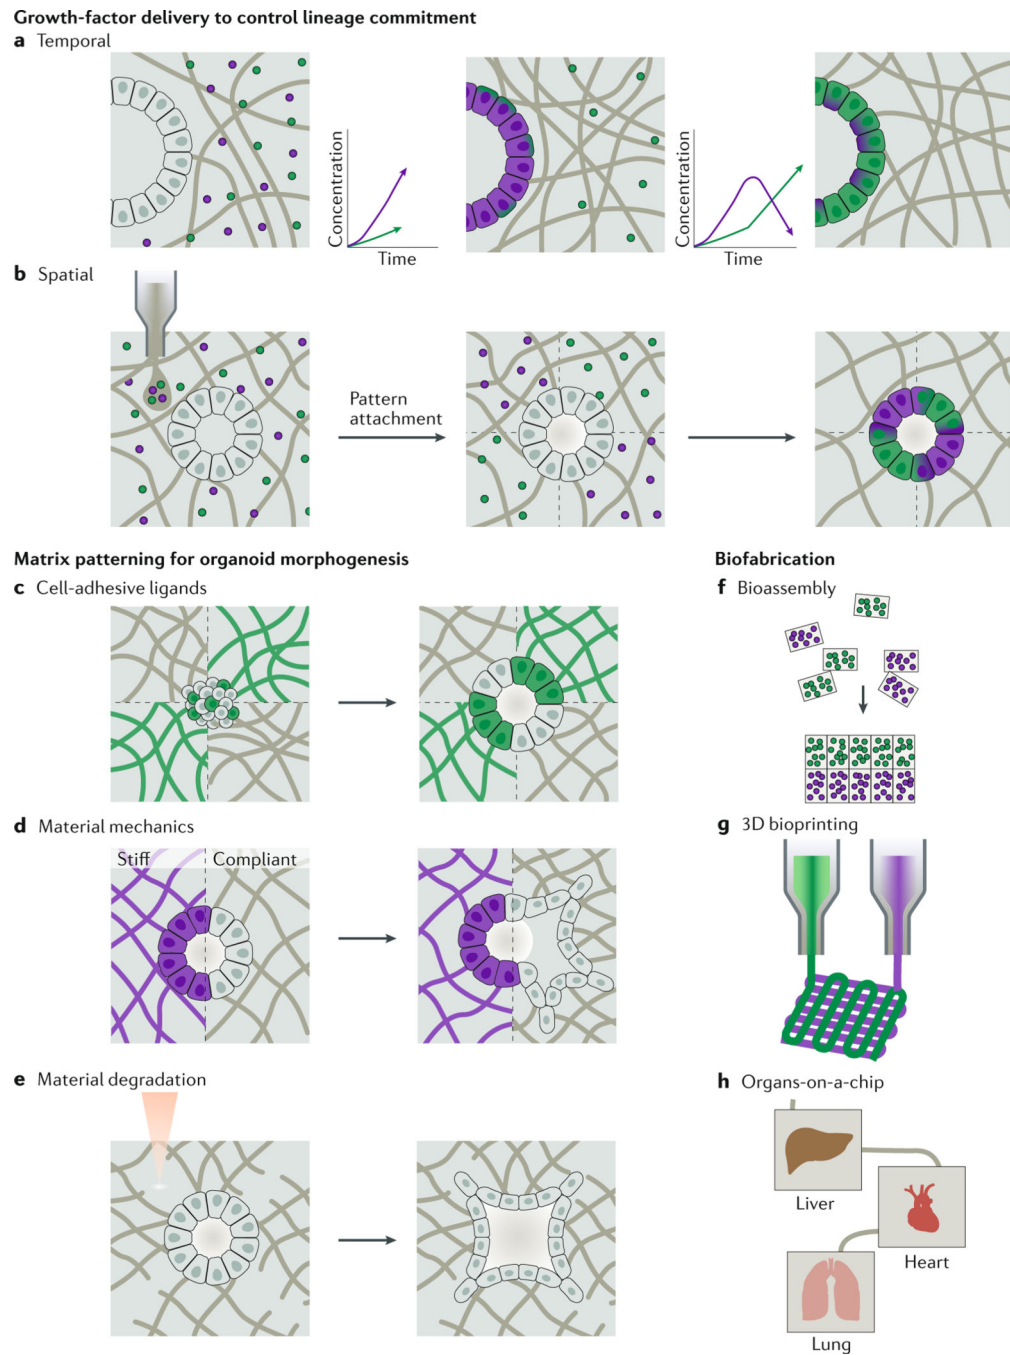 Growth-factor delivery to control lineage commitment
a Temporal
Concentration
Time
Concentration
Time
b Spatial
Pattern
attachment
Matrix patterning for organoid morphogenesis
c Cell-adhesive ligands
d Material mechanics
Stiff
Compliant
e Material degradation
Biofabrication
f Bioassembly
g 3D bioprinting
h Organs-on-a-chip
Liver
Heart
Lung